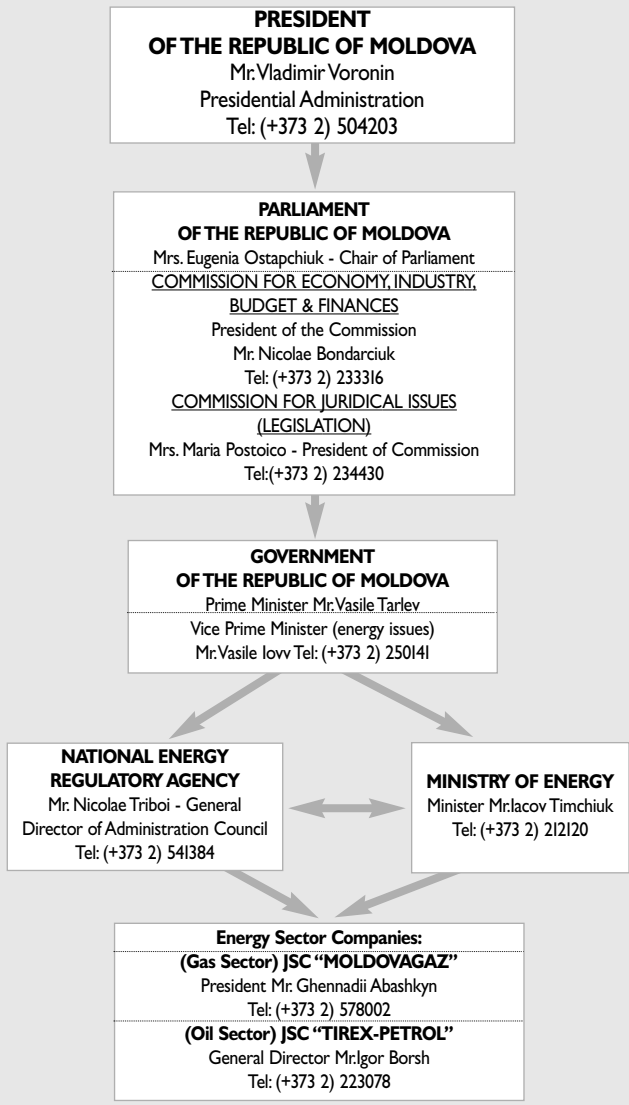 PRESIDENT
OF THE REPUBLIC OF MOLDOVA
Mr. Vladimir Voronin
Presidential Administration
Tel: (+373 2) 504203
PARLIAMENT
OF THE REPUBLIC OF MOLDOVA
Mrs. Eugenia Ostapchiuk - Chair of Parliament
COMMISSION FOR ECONOMY, INDUSTRY,
BUDGET & FINANCES
President of the Commission
Mr. Nicolae Bondarciuk
Tel: (+373 2) 233316
COMMISSION FOR JURIDICAL ISSUES
(LEGISLATION)
Mrs. Maria Postoico - President of Commission
Tel:(+373 2) 234430
GOVERNMENT
OF THE REPUBLIC OF MOLDOVA
Prime Minister Mr. Vasile Tarlev
Vice Prime Minister (energy issues)
Mr. Vasile Iovv Tel: (+373 2) 250141
NATIONAL ENERGY
REGULATORY AGENCY
Mr. Nicolae Triboi - General
Director of Administration Council
Tel: (+373 2) 541384
MINISTRY OF ENERGY
Minister Mr.Iacov Timchiuk
Tel: (+373 2) 212120
Energy Sector Companies:
(Gas Sector) JSC “MOLDOVAGAZ”
President Mr. Ghennadii Abashkyn
Tel: (+373 2) 578002
(Oil Sector) JSC “TIREX-PETROL”
General Director Mr.Igor Borsh
Tel: (+373 2) 223078